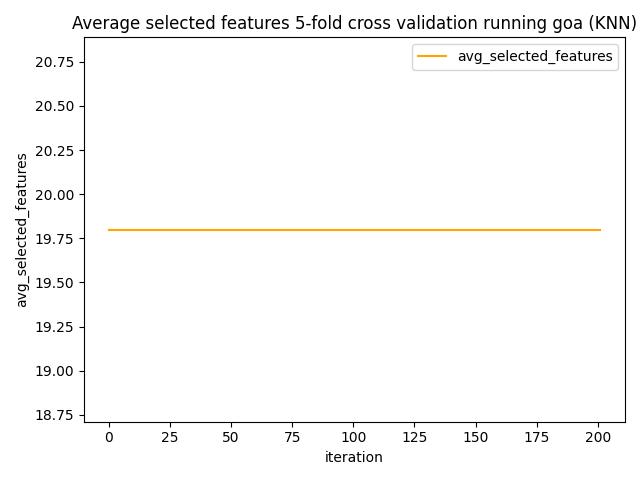 Average selected features 5-fold cross validation running goa (KNN)
avg_selected_features
avg_selected_features
20.75
20.50
20.25
20.00
19.75
19.50
19.25
19.00
18.75
0 25 50 75 100 125 150 175 200
iteration